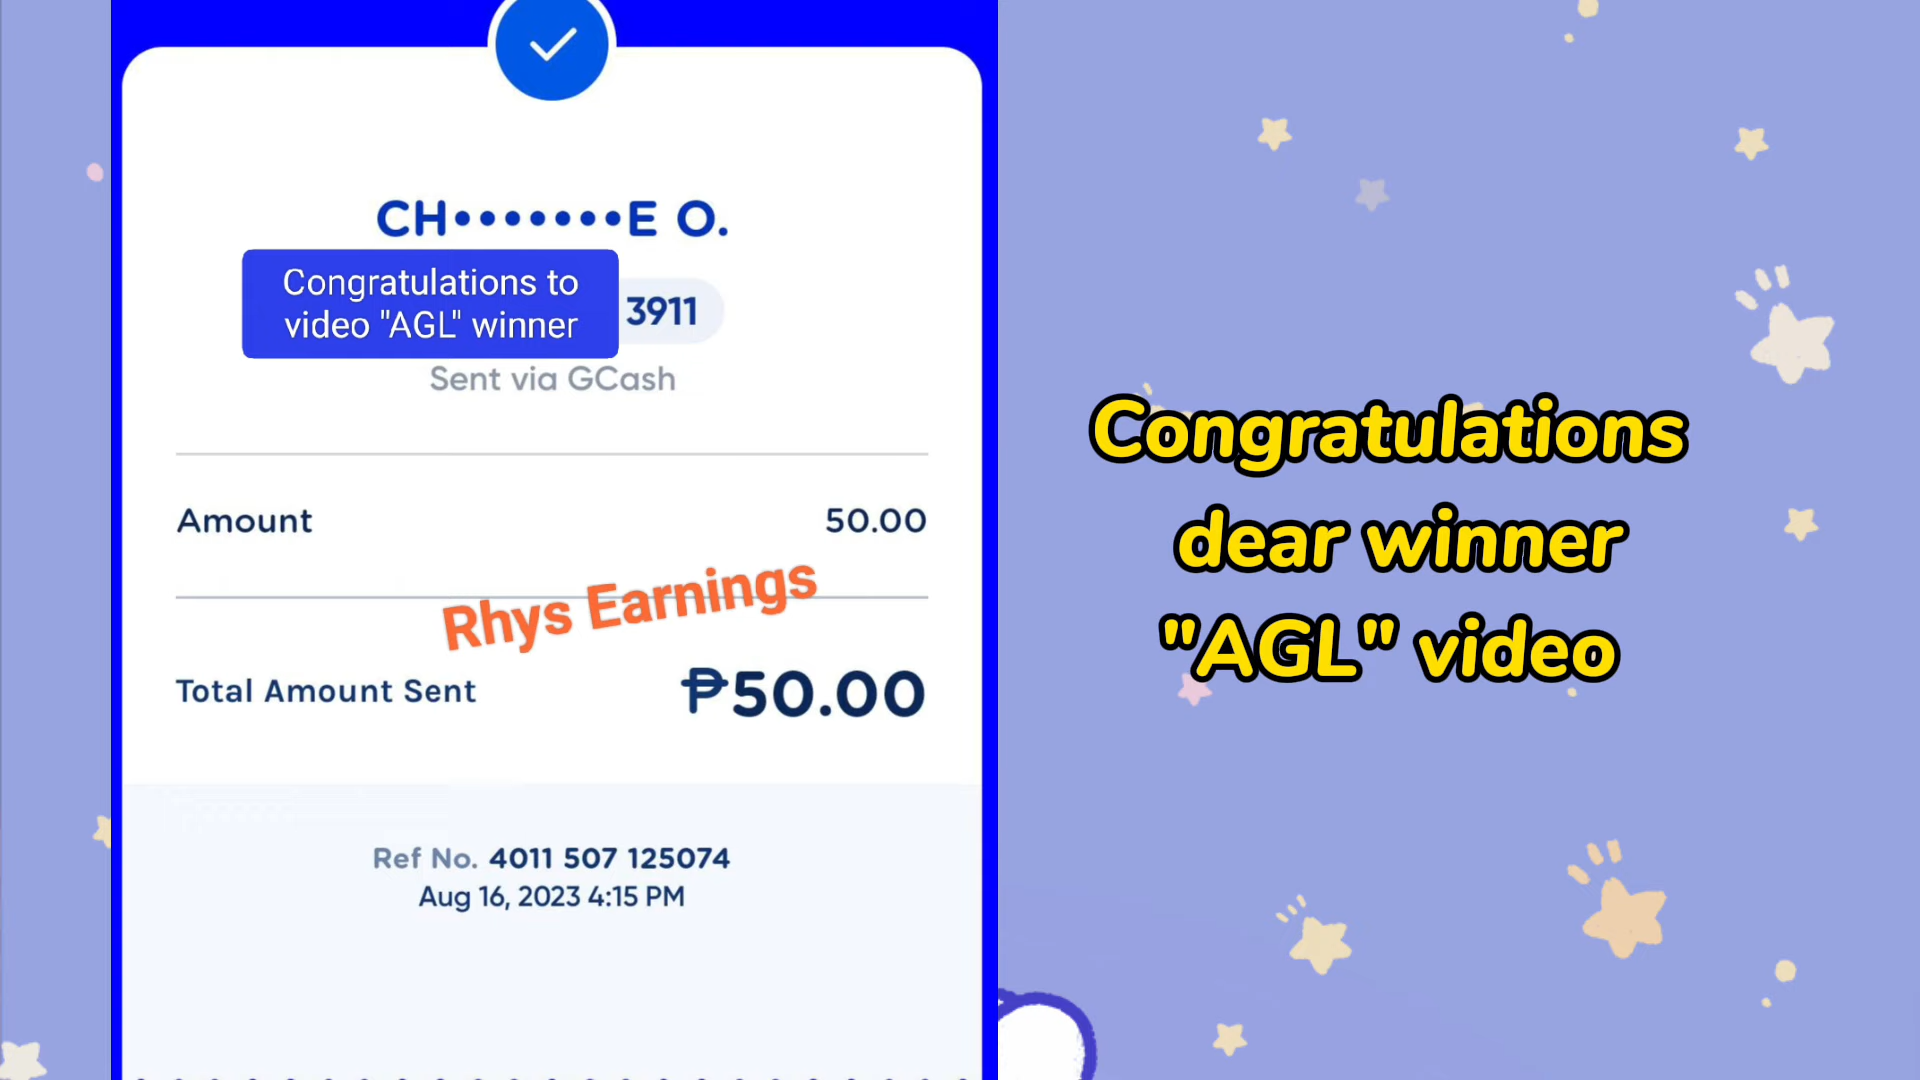 CH•••••••E O.
Congratulations to
video "AGL" winner
3911
Sent via GCash
Amount 50.00
Rhys Earnings
Total Amount Sent ₱50.00
Ref No. 4011 507 125074
Aug 16, 2023 4:15 PM
Congratulations
dear winner
"AGL" video